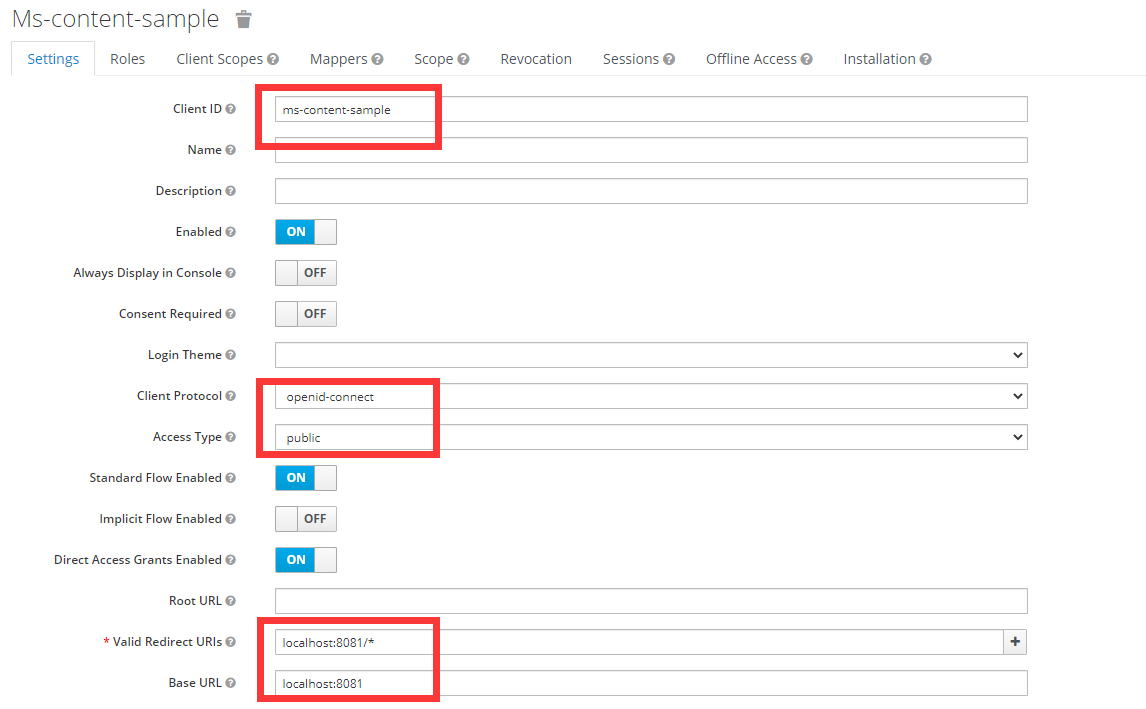 Ms-content-sample
Settings Roles Client Scopes Mappers Scope Revocation Sessions Offline Access Installation
Client ID ms-content-sample
Name
Description
Enabled ON
Always Display in Console OFF
Consent Required OFF
Login Theme
Client Protocol openid-connect
Access Type public
Standard Flow Enabled ON
Implicit Flow Enabled OFF
Direct Access Grants Enabled ON
Root URL
* Valid Redirect URIs localhost:8081/* +
Base URL localhost:8081